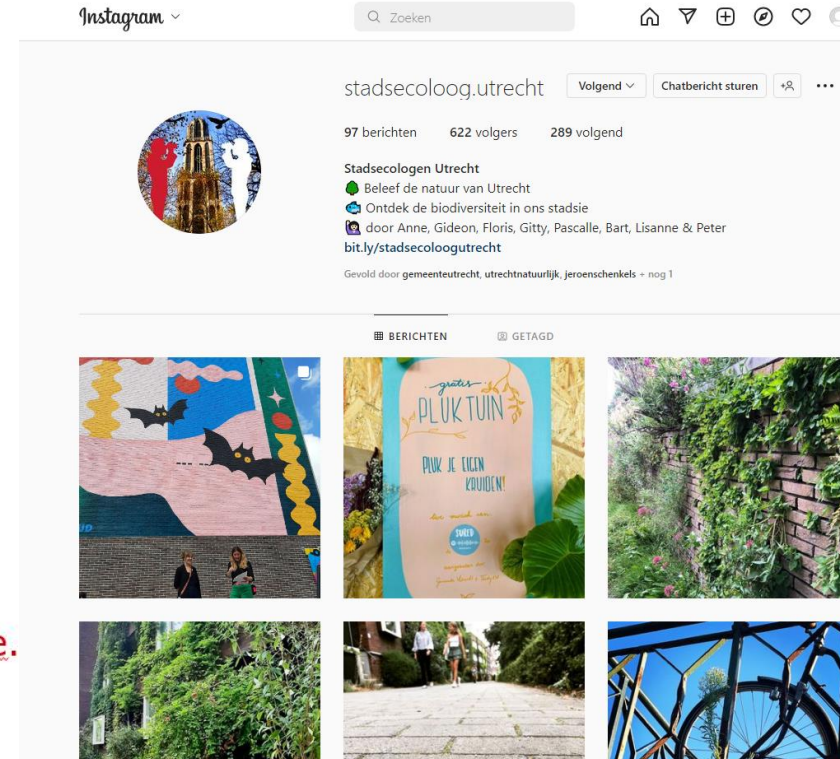 Instagram
Zoeken
stadsecoloog.utrecht
Volgend
Chatbericht sturen
97 berichten 622 volgers 289 volgend
Stadsecologen Utrecht
Beleef de natuur van Utrecht
Ontdek de biodiversiteit in ons stadsie
door Anne, Gideon, Floris, Gitty, Pascalle, Bart, Lisanne & Peter
bit.ly/stadsecoloogutrecht
Gevold door gemeenteutrecht, utrechtnatuurlijk, jeroenschenkels + nog 1
BERICHTEN
GETAGD
gratis
PLUKTUIN
PLUK JE EIGEN
KRUIDEN!
e.